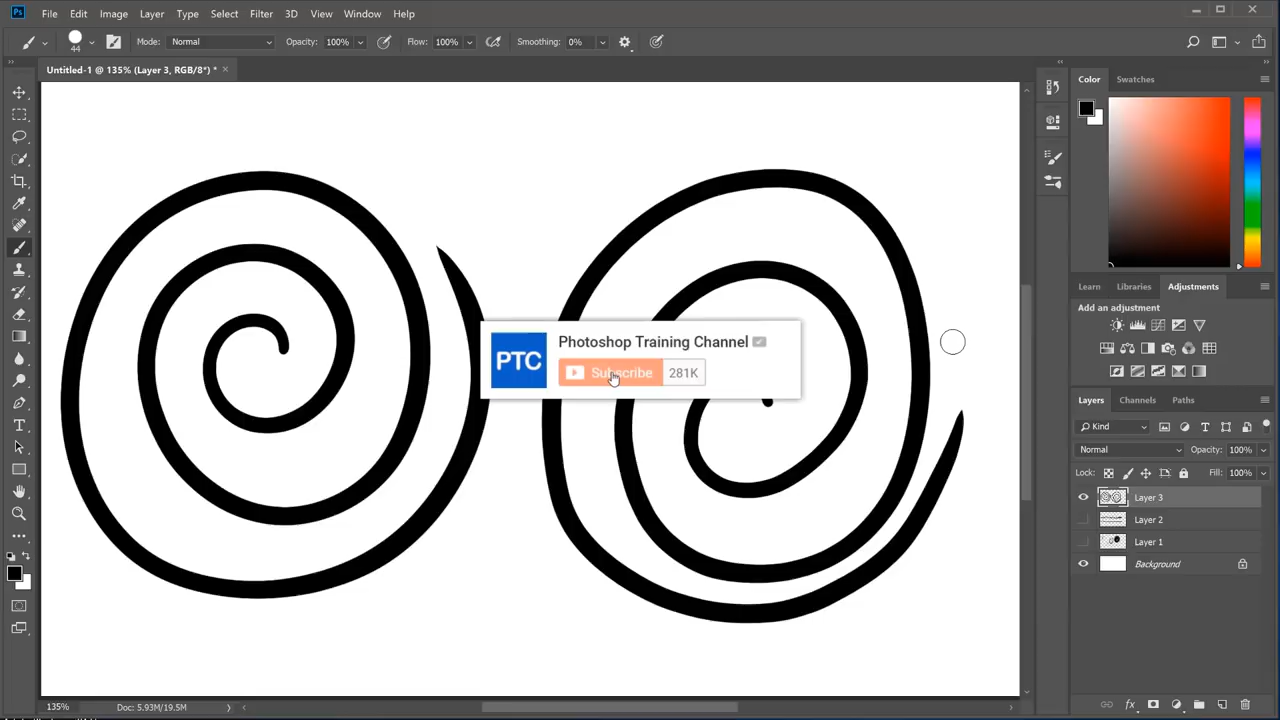 Ps File Edit Image Layer Type Select Filter 3D View Window Help
44 Mode: Normal Opacity: 100% Flow: 100% Smoothing: 0%
Untitled-1 @ 135% (Layer 3, RGB/8*) * ×
Color Swatches
Learn Libraries Adjustments
Add an adjustment
Photoshop Training Channel
PTC
Subscribe 281K
Layers Channels Paths
Kind
Normal Opacity: 100%
Lock: Fill: 100%
Layer 3
Layer 2
Layer 1
Background
135% Doc: 5.93M/19.5M